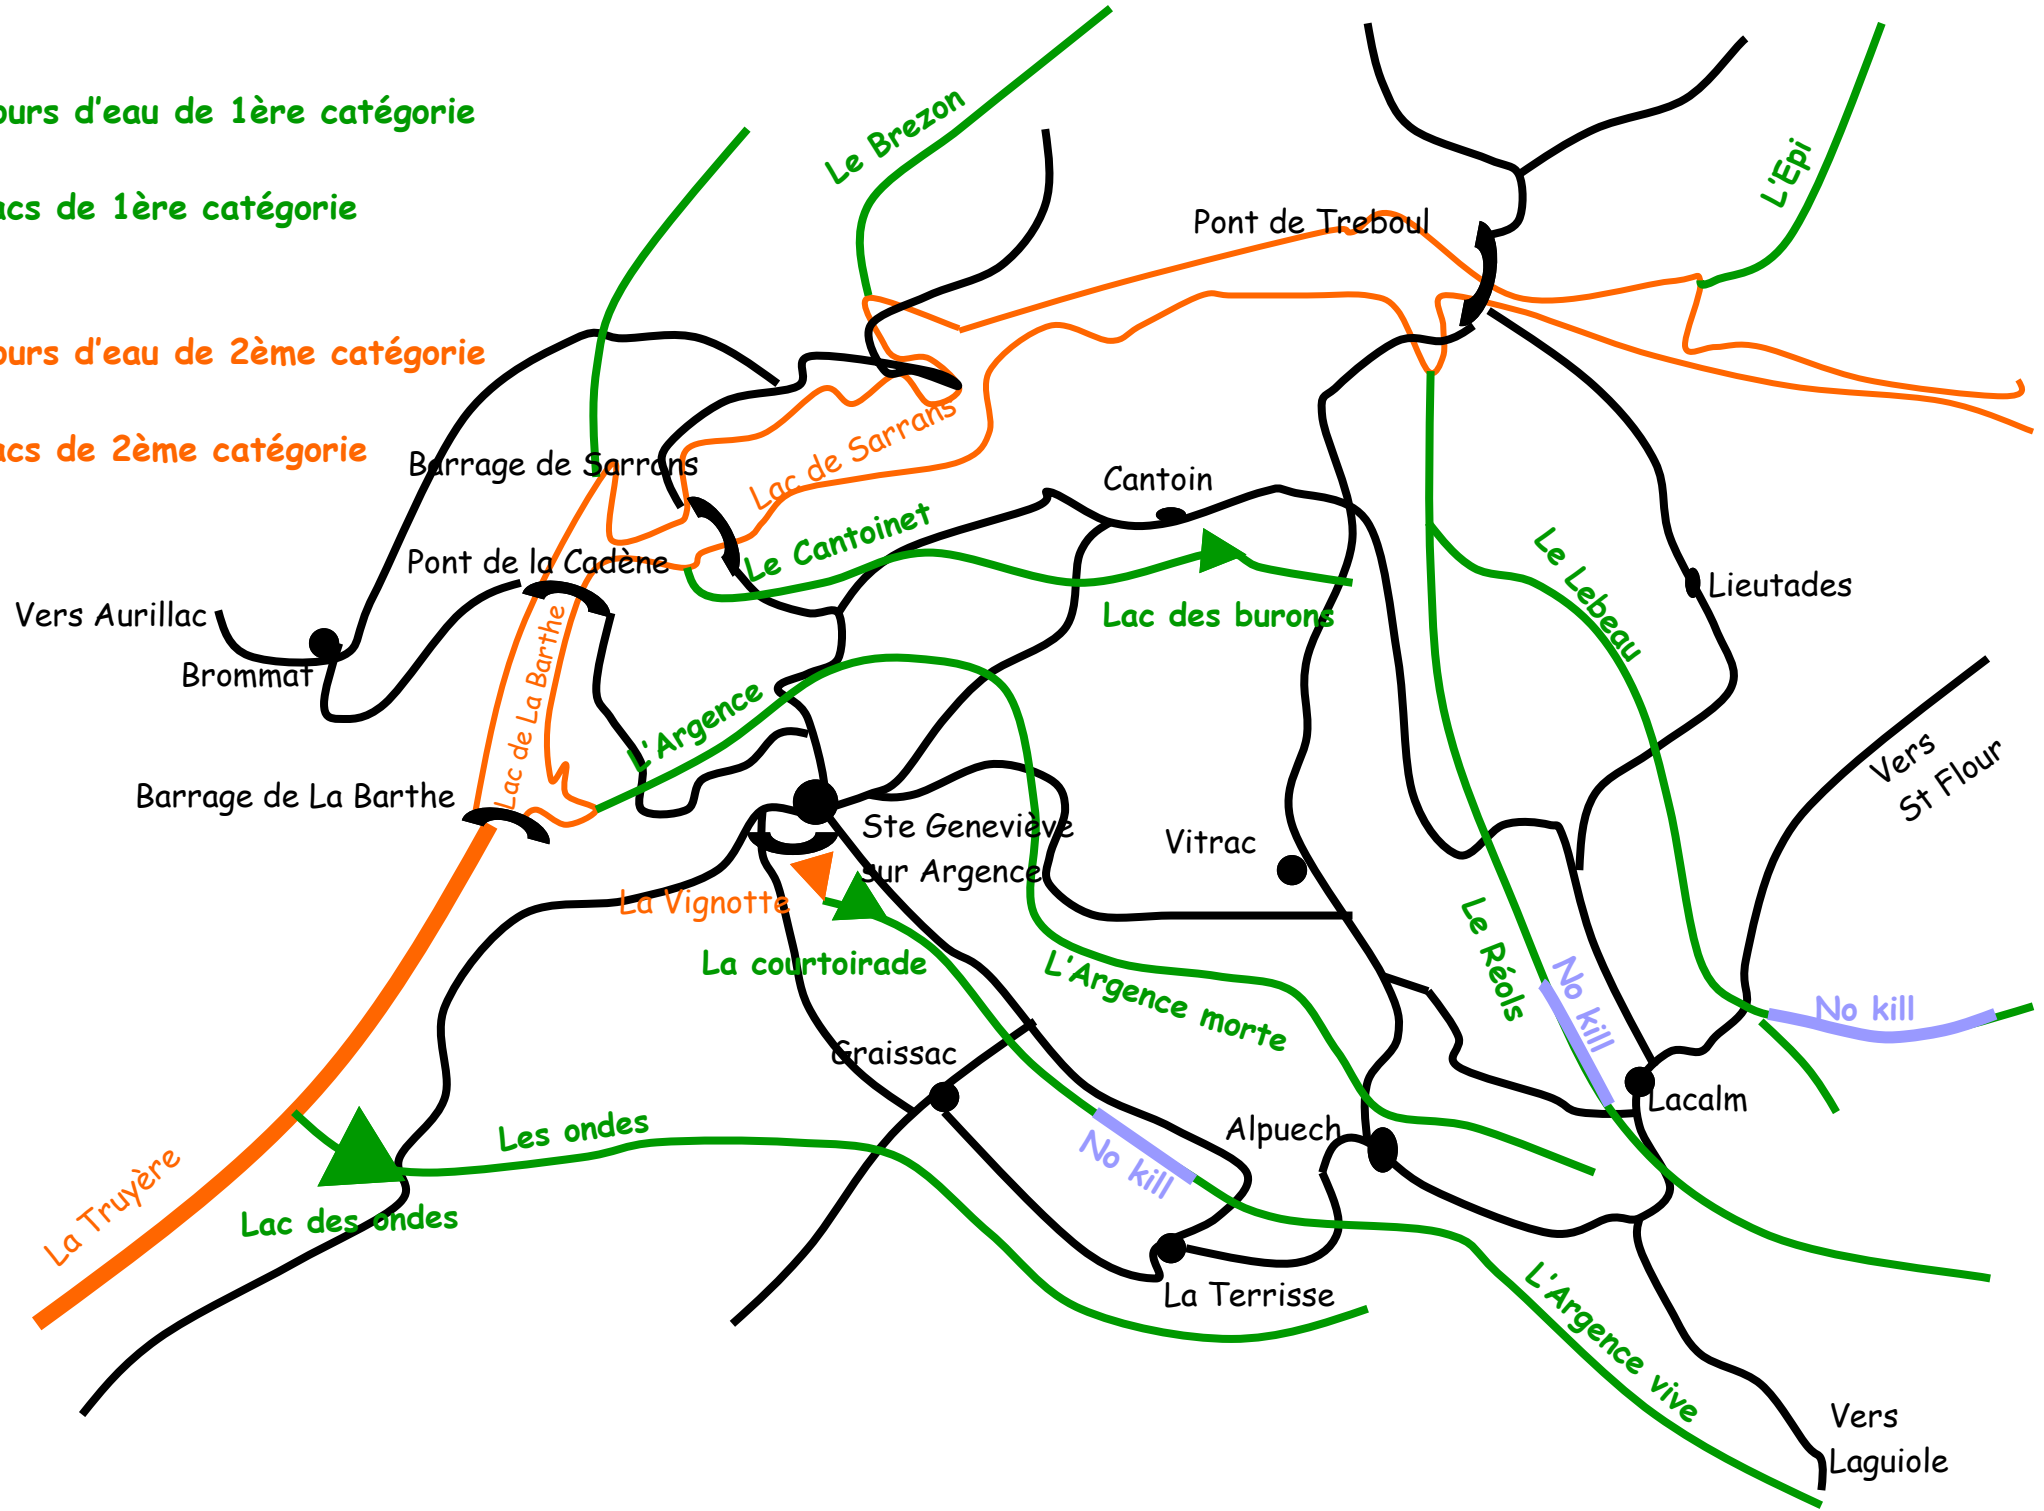 ours d'eau de 1ère catégorie
acs de 1ère catégorie
ours d'eau de 2ème catégorie
acs de 2ème catégorie
Le Brezon
L'Epi
Pont de Treboul
Barrage de Sarrans
Lac de Sarrans
Cantoin
Le Cantoinet
Pont de la Cadène
Le Lebeau
Lieutades
Vers Aurillac
Lac des burons
Brommat
Lac de La Barthe
L'Argence
Barrage de La Barthe
Vers
St Flour
Ste Geneviève
sur Argence
Vitrac
La Vignotte
La courtoirade
L'Argence morte
Le Réols
No kill
No kill
Graissac
Lacalm
Les ondes
Alpuech
No kill
La Truyère
Lac des ondes
La Terrisse
L'Argence vive
Vers
Laguiole